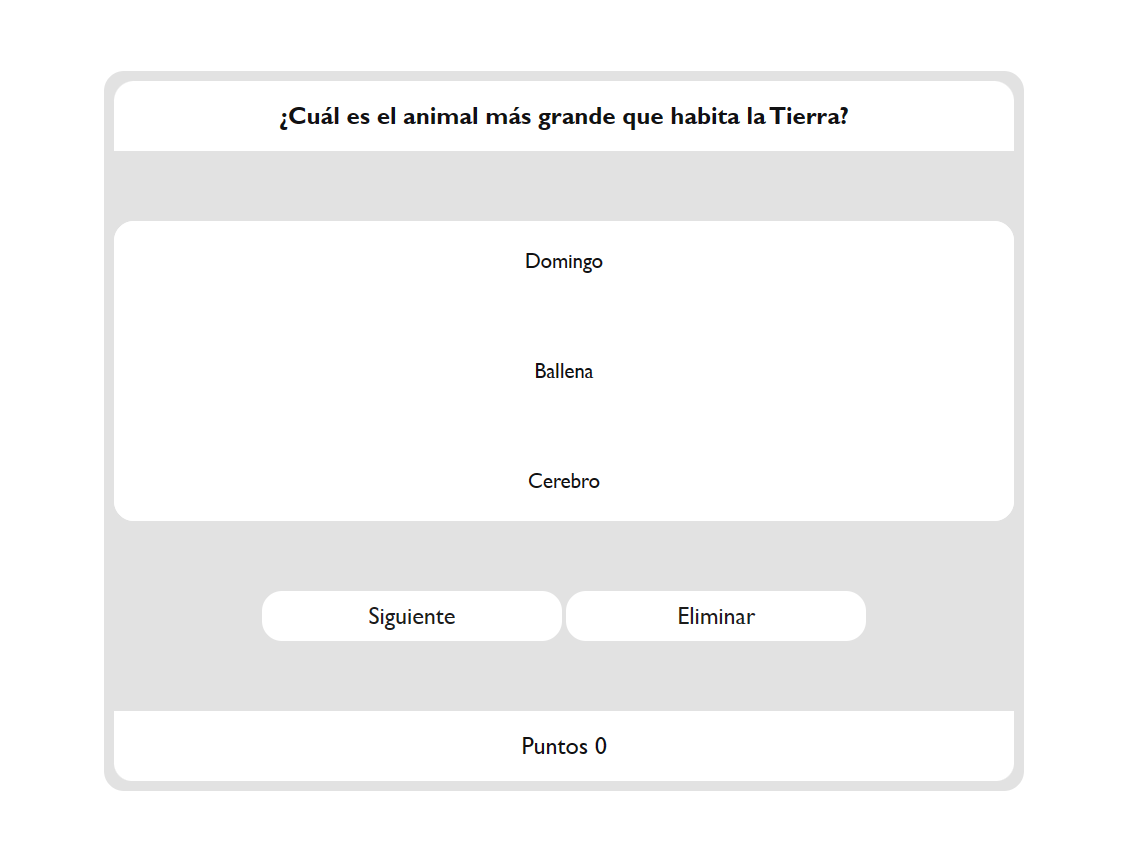 ¿Cuál es el animal más grande que habita la Tierra?
Domingo
Ballena
Cerebro
Siguiente
Eliminar
Puntos 0